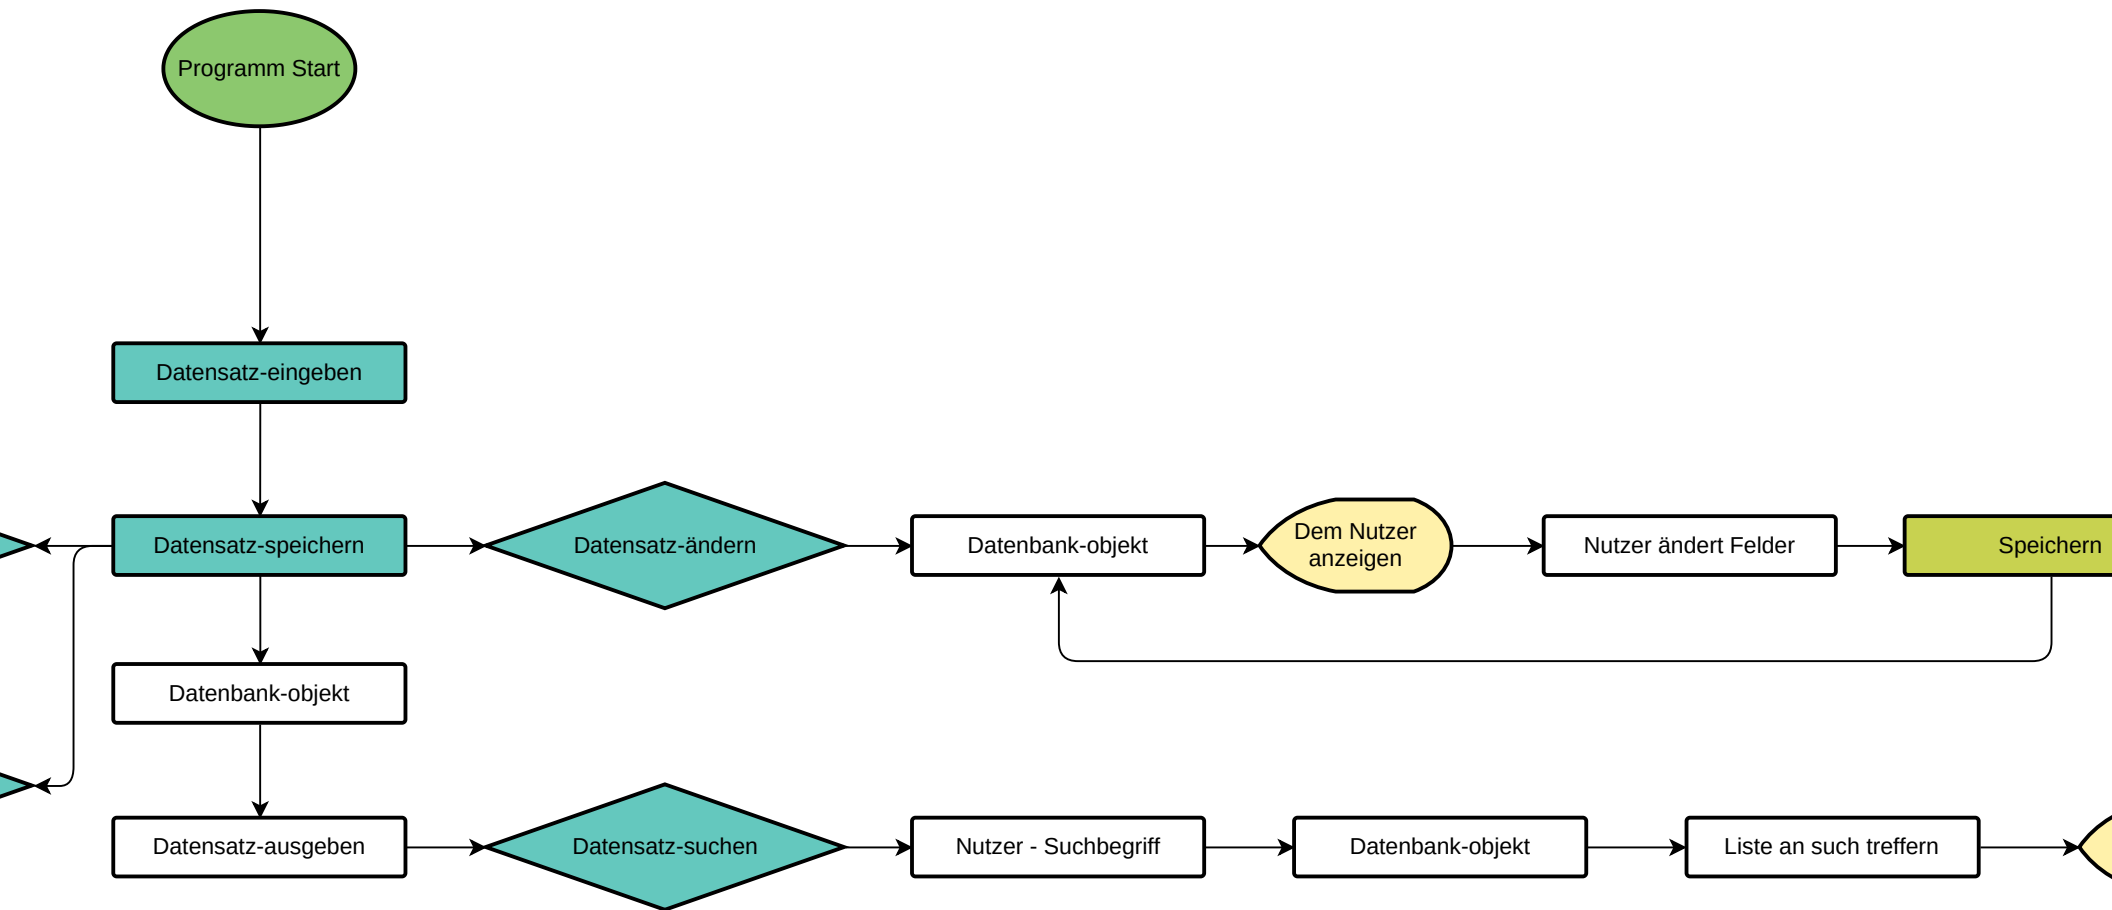 Programm Start
Datensatz-eingeben
Datensatz-speichern
Datensatz-ändern
Datenbank-objekt
Dem Nutzer
anzeigen
Nutzer ändert Felder
Speichern
Datenbank-objekt
Datensatz-ausgeben
Datensatz-suchen
Nutzer - Suchbegriff
Datenbank-objekt
Liste an such treffern